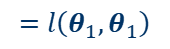 = l(θ₁, θ₁)